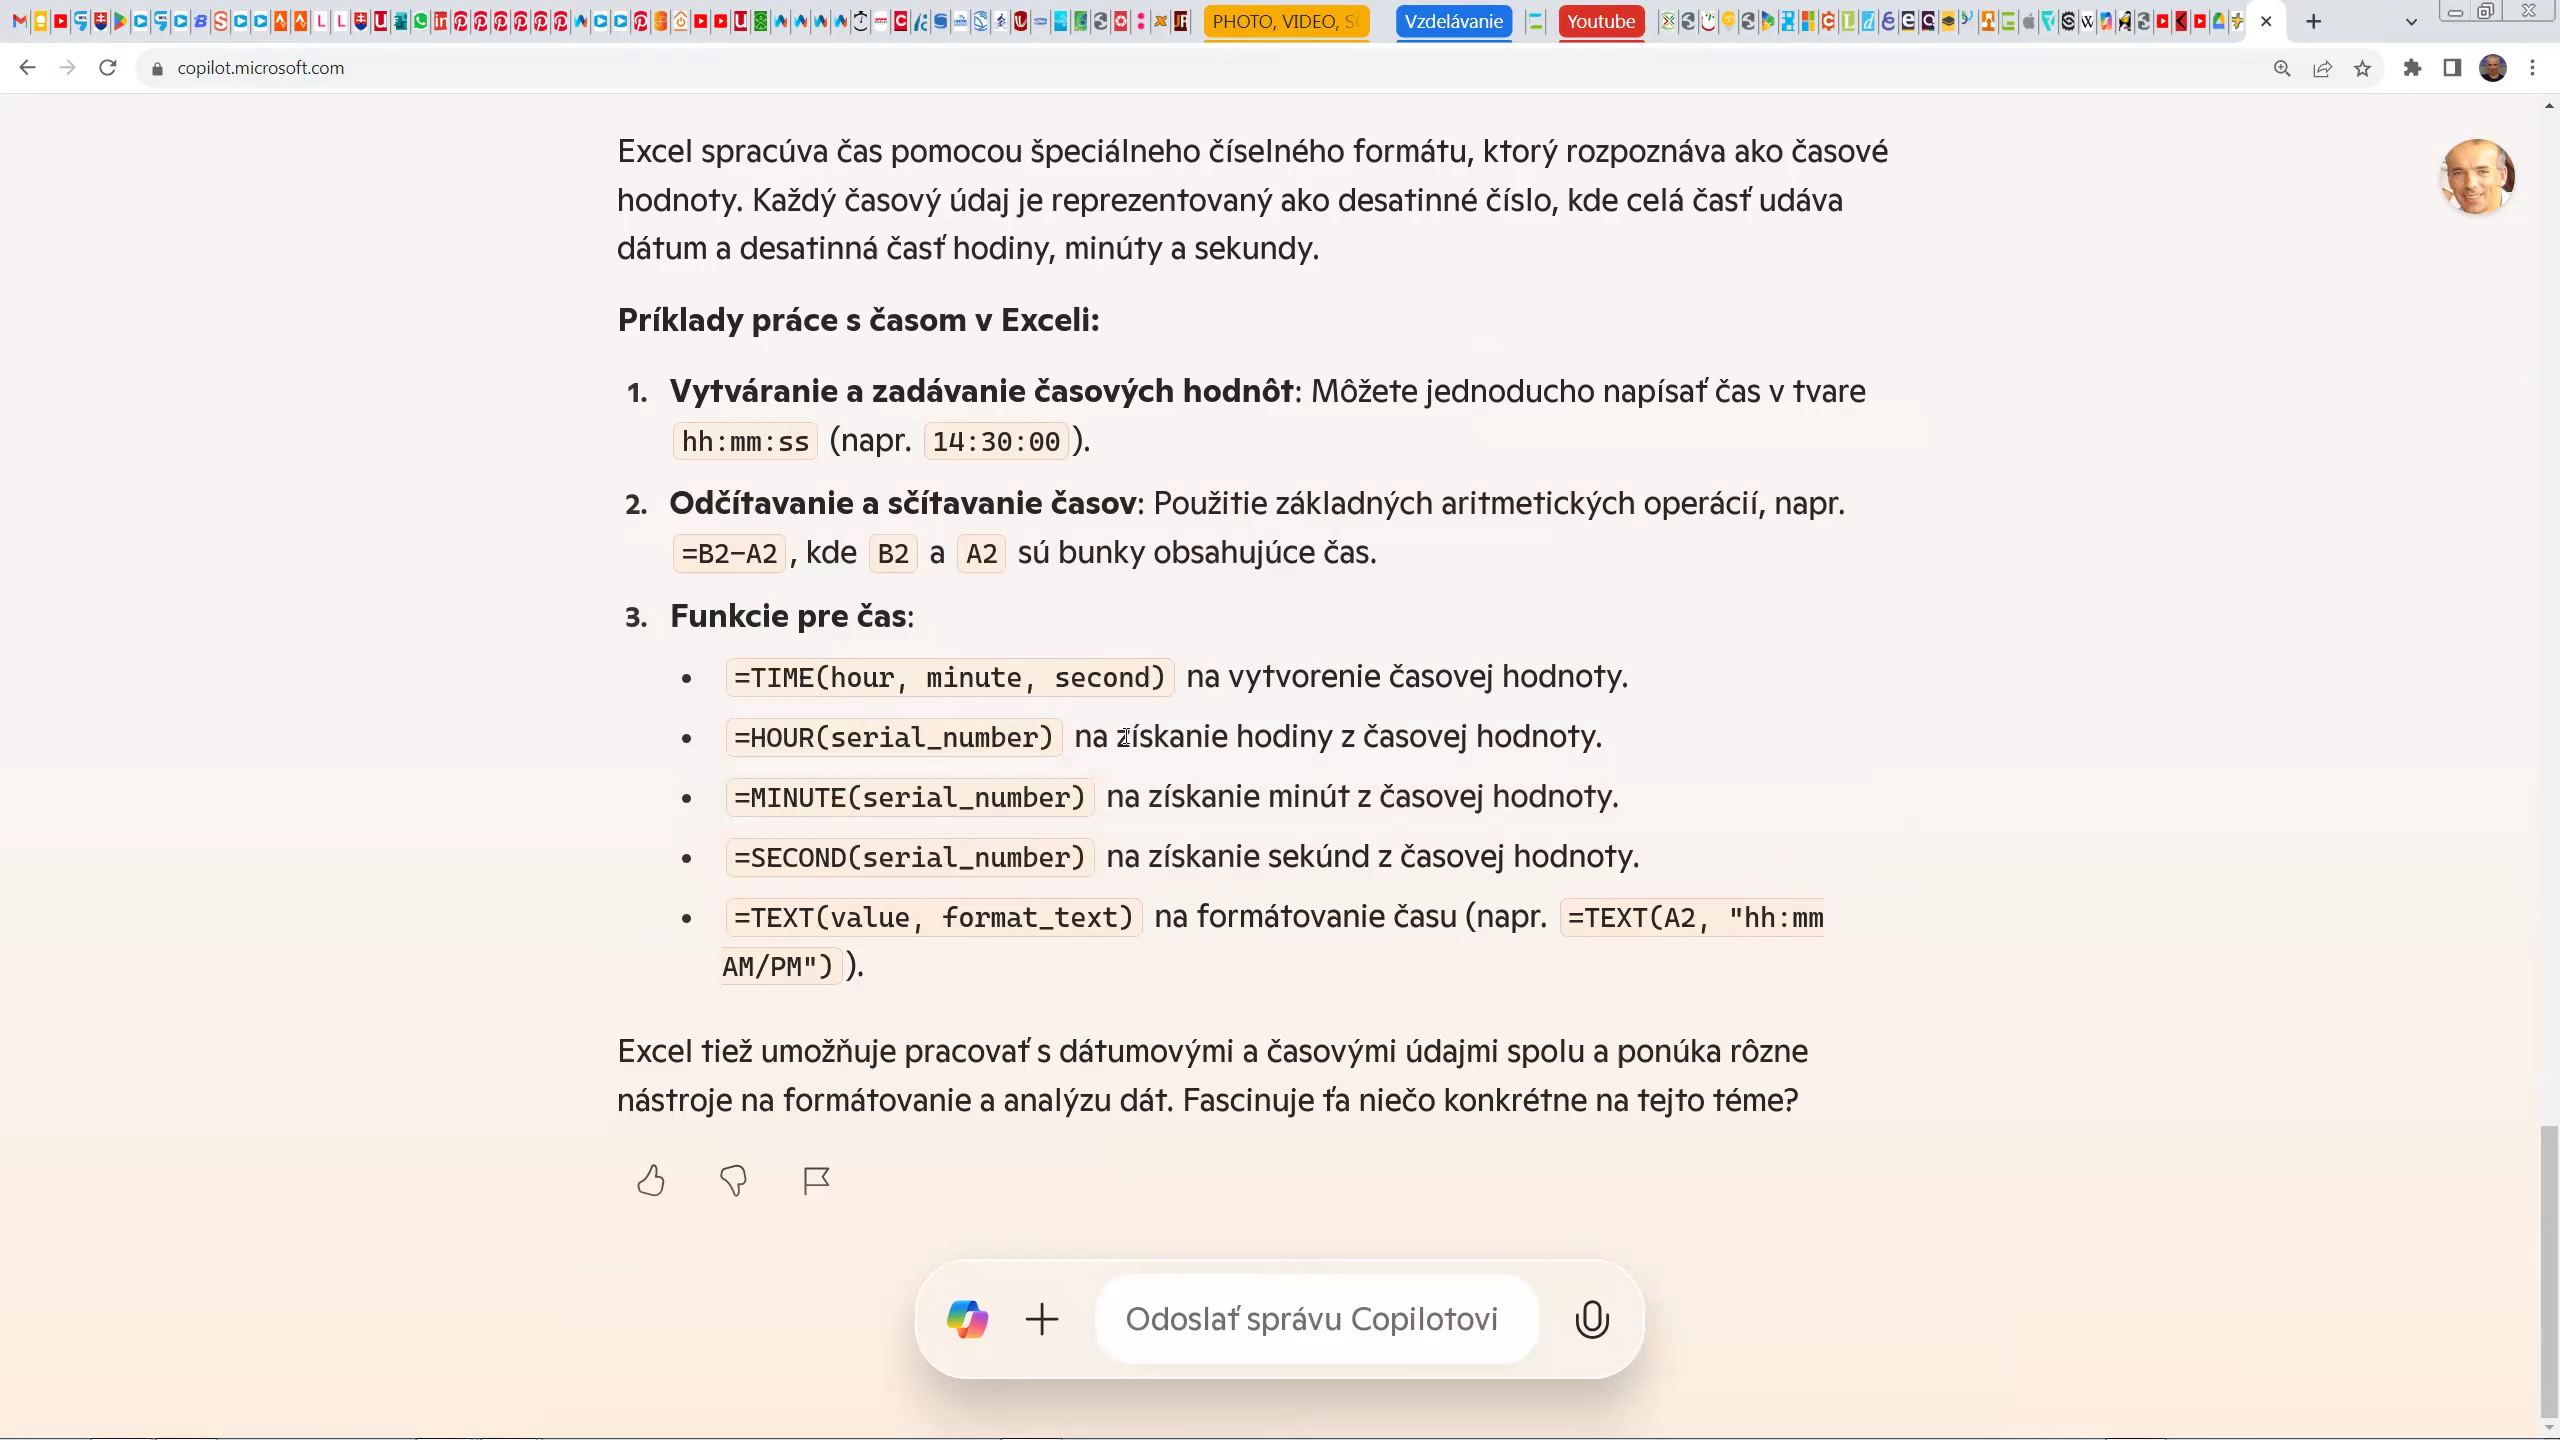 PHOTO, VIDEO, S
Vzdelávanie
Youtube
copilot.microsoft.com
Excel spracúva čas pomocou špeciálneho číselného formátu, ktorý rozpoznáva ako časové
hodnoty. Každý časový údaj je reprezentovaný ako desatinné číslo, kde celá časť udáva
dátum a desatinná časť hodiny, minúty a sekundy.
Príklady práce s časom v Exceli:
1. Vytváranie a zadávanie časových hodnôt: Môžete jednoducho napísať čas v tvare
hh:mm:ss (napr. 14:30:00).
2. Odčítavanie a sčítavanie časov: Použitie základných aritmetických operácií, napr.
=B2-A2, kde B2 a A2 sú bunky obsahujúce čas.
3. Funkcie pre čas:
• =TIME(hour, minute, second) na vytvorenie časovej hodnoty.
• =HOUR(serial_number) na získanie hodiny z časovej hodnoty.
• =MINUTE(serial_number) na získanie minút z časovej hodnoty.
• =SECOND(serial_number) na získanie sekúnd z časovej hodnoty.
• =TEXT(value, format_text) na formátovanie času (napr. =TEXT(A2, "hh:mm
AM/PM")).
Excel tiež umožňuje pracovať s dátumovými a časovými údajmi spolu a ponúka rôzne
nástroje na formátovanie a analýzu dát. Fascinuje ťa niečo konkrétne na tejto téme?
Odoslať správu Copilotovi